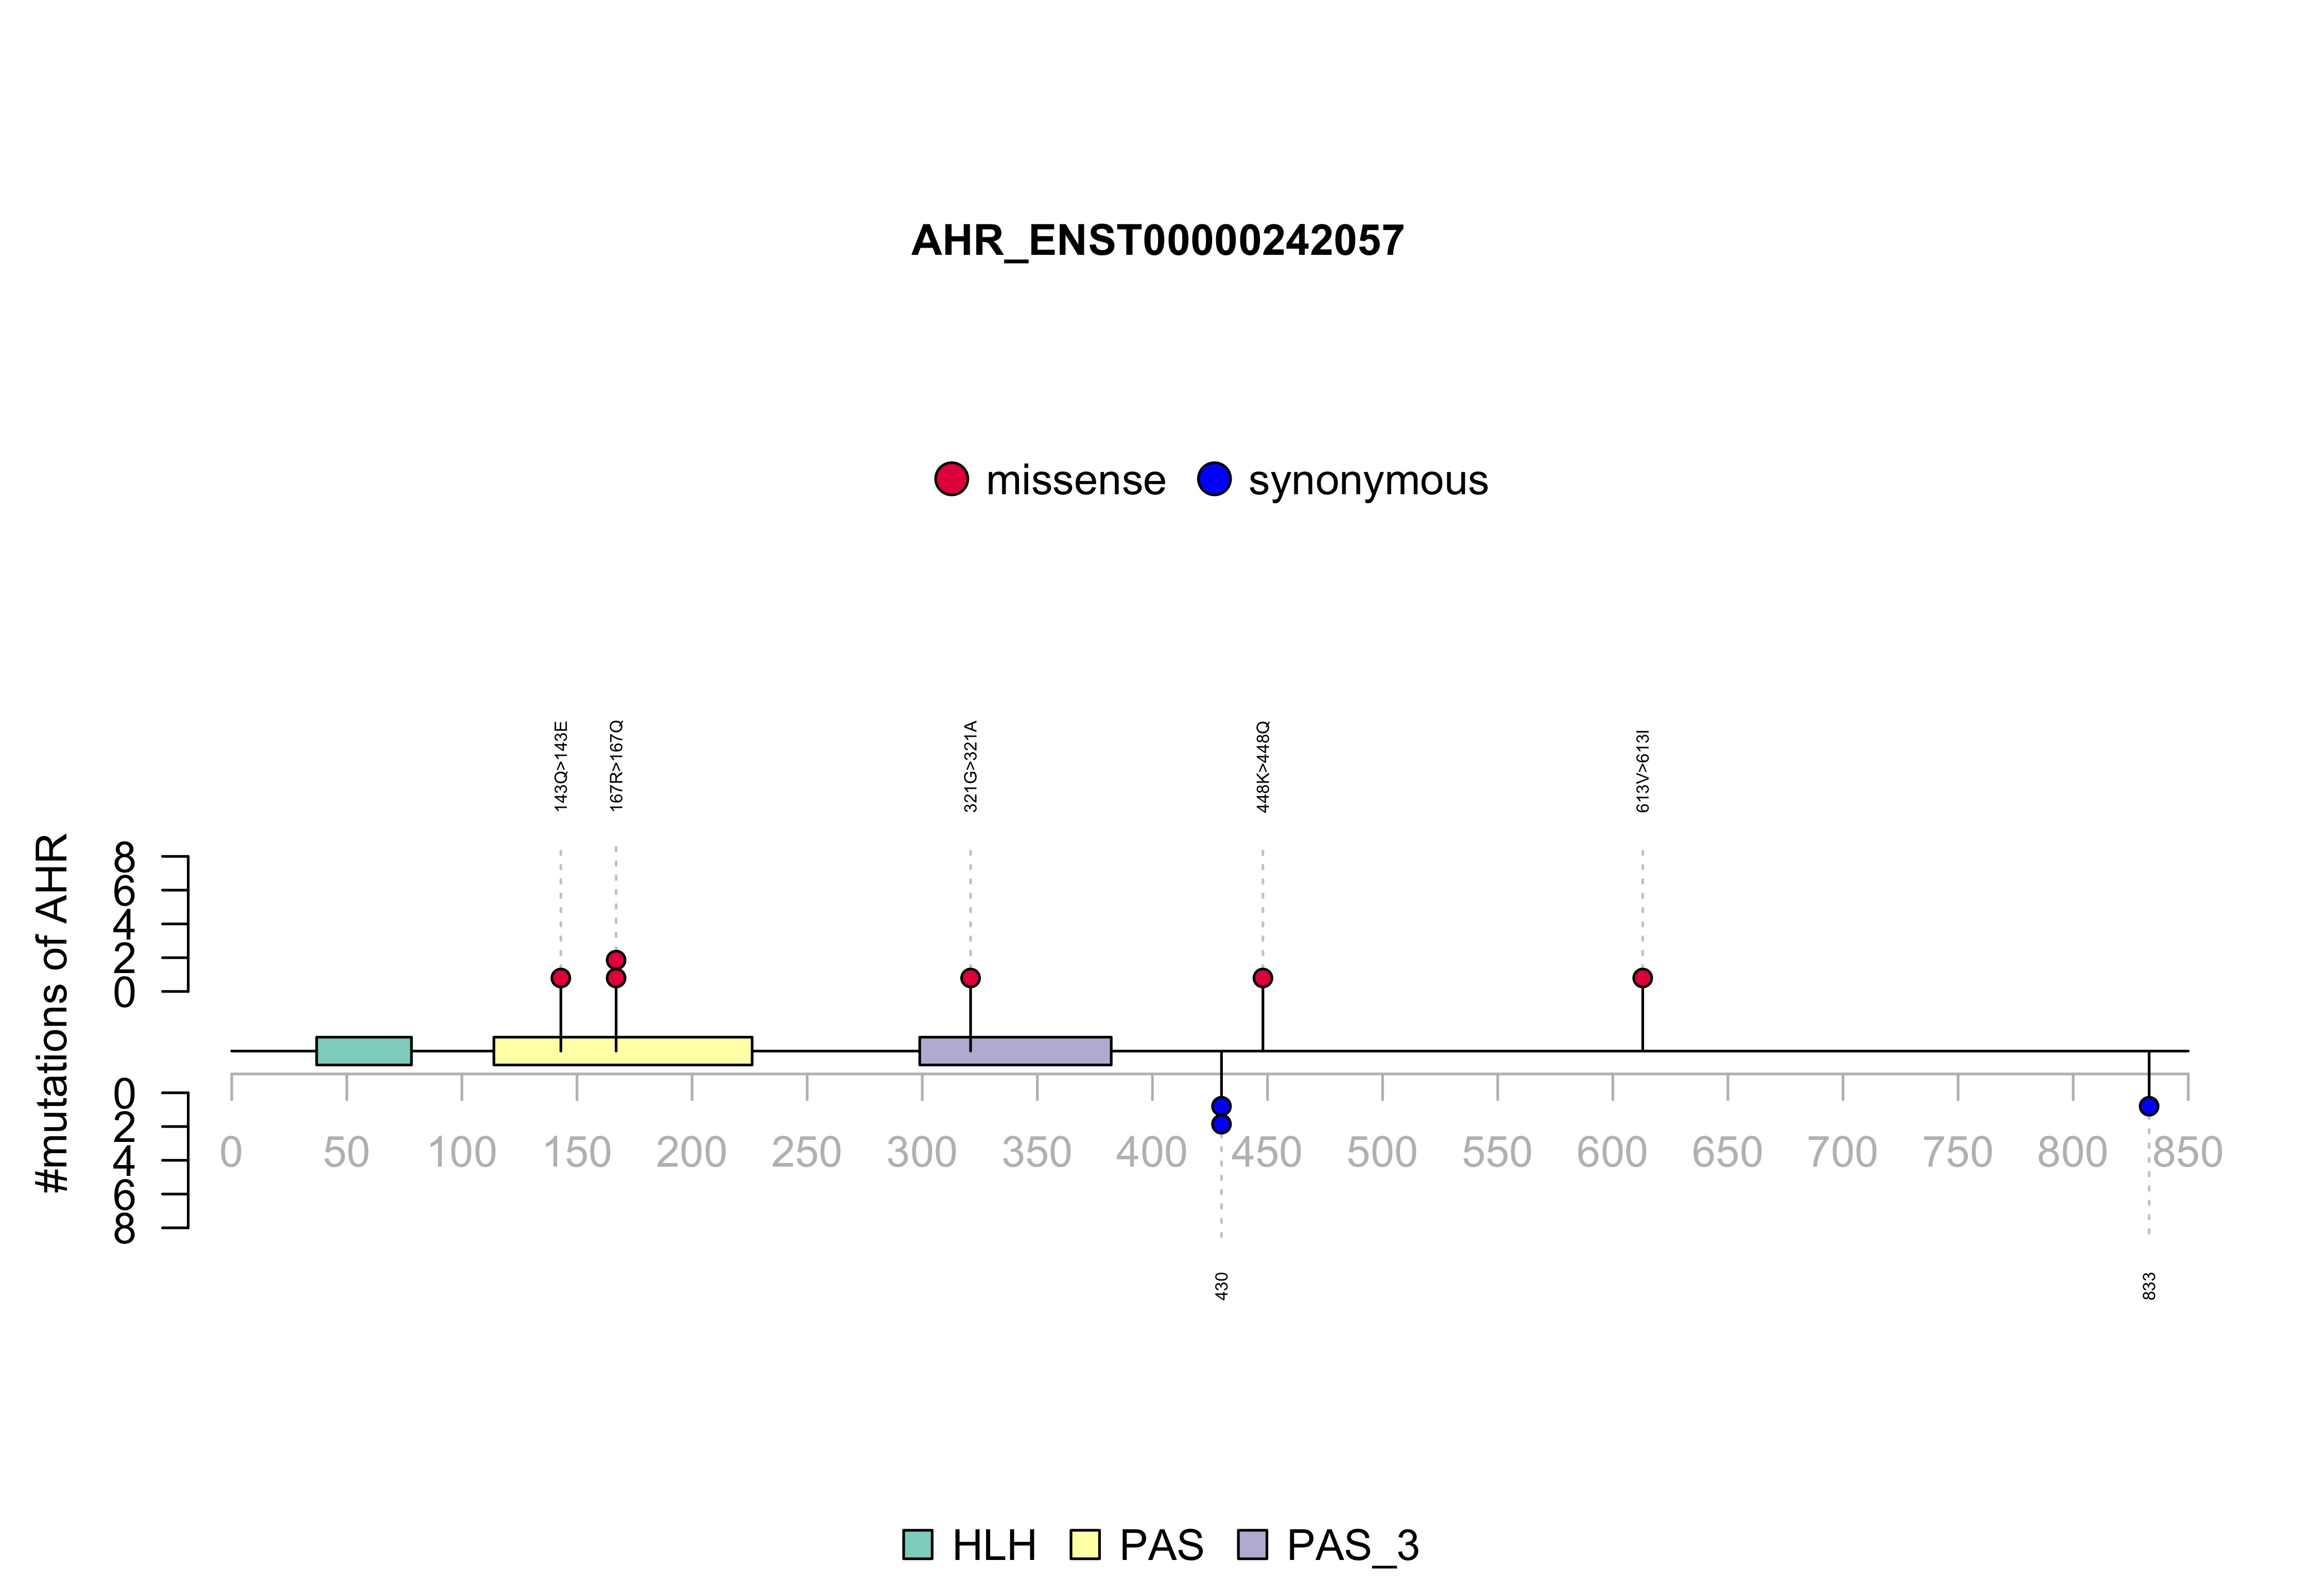 AHR_ENST00000242057
missense synonymous
143Q>143E
167R>167Q
321G>321A
448K>448Q
613V>613I
#mutations of AHR
8
6
4
2
0
0
2
4
6
8
0 50 100 150 200 250 300 350 400 450 500 550 600 650 700 750 800 850
430
833
HLH PAS PAS_3